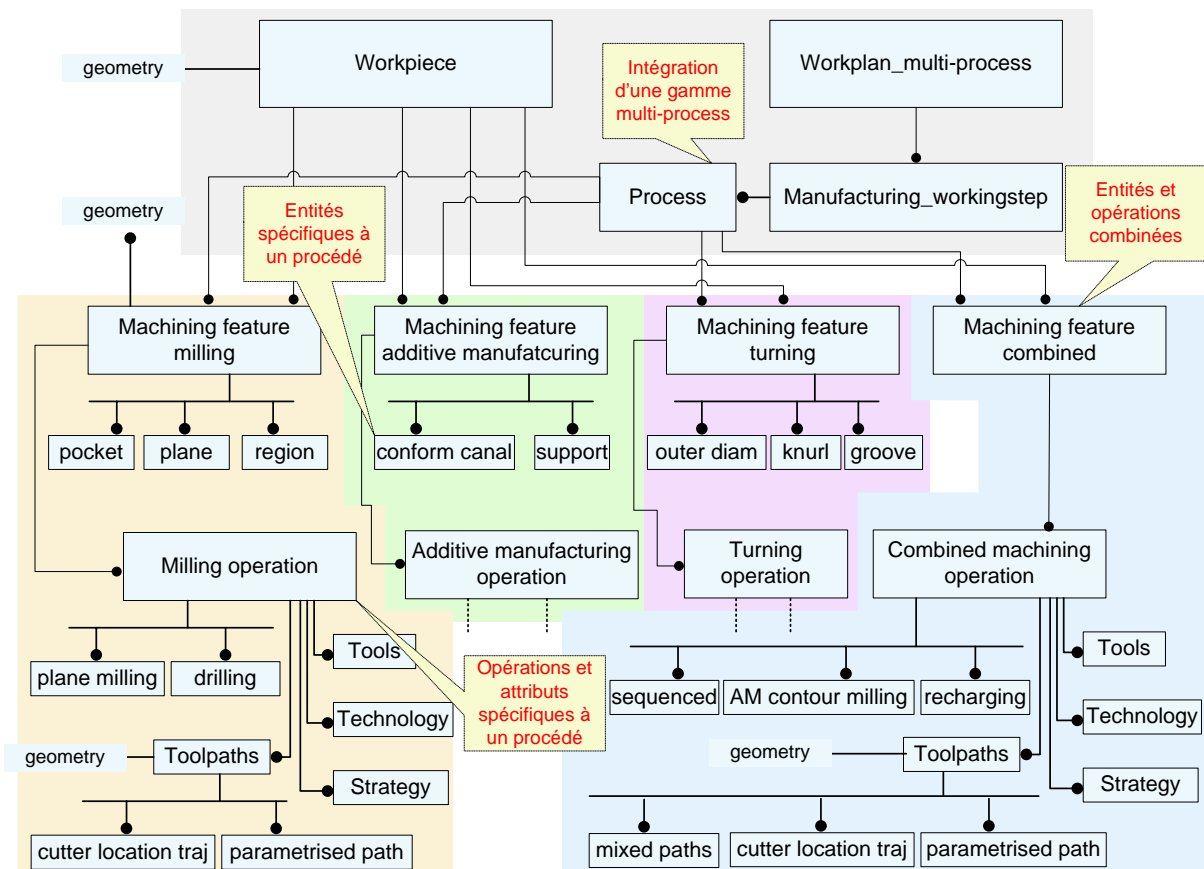 geometry
Workpiece
Intégration
d'une gamme
multi-process
Workplan_multi-process
geometry
Entités
spécifiques à
un procédé
Process
Manufacturing_workingstep
Entités et
opérations
combinées
Machining feature
milling
Machining feature
additive manufatcuring
Machining feature
turning
Machining feature
combined
pocket
plane
region
conform canal
support
outer diam
knurl
groove
Milling operation
Additive manufacturing
operation
Turning
operation
Combined machining
operation
plane milling
drilling
Tools
Technology
Strategy
Opérations et
attributs
spécifiques à
un procédé
sequenced
AM contour milling
recharging
Tools
Technology
Strategy
geometry
Toolpaths
cutter location traj
parametrised path
geometry
Toolpaths
mixed paths
cutter location traj
parametrised path